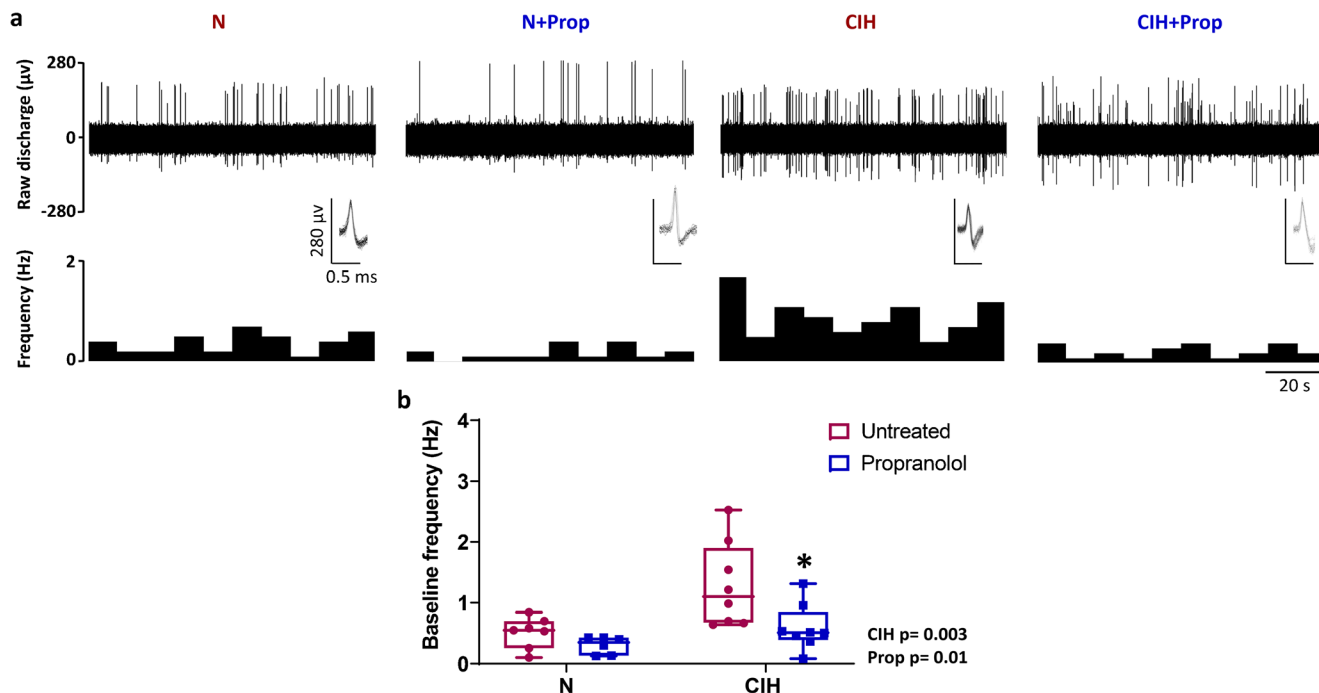 a
N
N+Prop
CIH
CIH+Prop
Raw discharge (μv)
280
0
-280
280 μv
0.5 ms
Frequency (Hz)
2
0
20 s
b
Baseline frequency (Hz)
4
3
2
1
0
Untreated
Propranolol
*
CIH p= 0.003
Prop p= 0.01
N
CIH